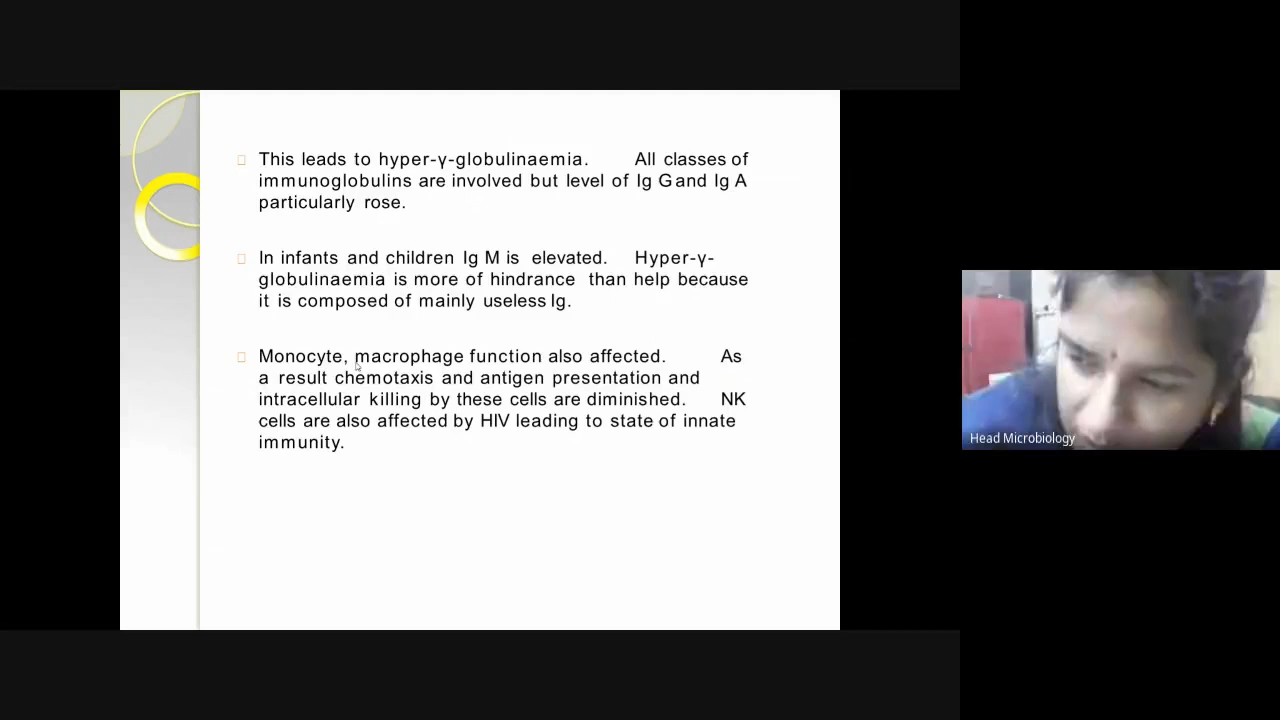 This leads to hyper-γ-globulinaemia. All classes of
immunoglobulins are involved but level of Ig G and Ig A
particularly rose.
In infants and children Ig M is elevated. Hyper-γ-
globulinaemia is more of hindrance than help because
it is composed of mainly useless Ig.
Monocyte, macrophage function also affected. As
a result chemotaxis and antigen presentation and
intracellular killing by these cells are diminished. NK
cells are also affected by HIV leading to state of innate
immunity.
Head Microbiology